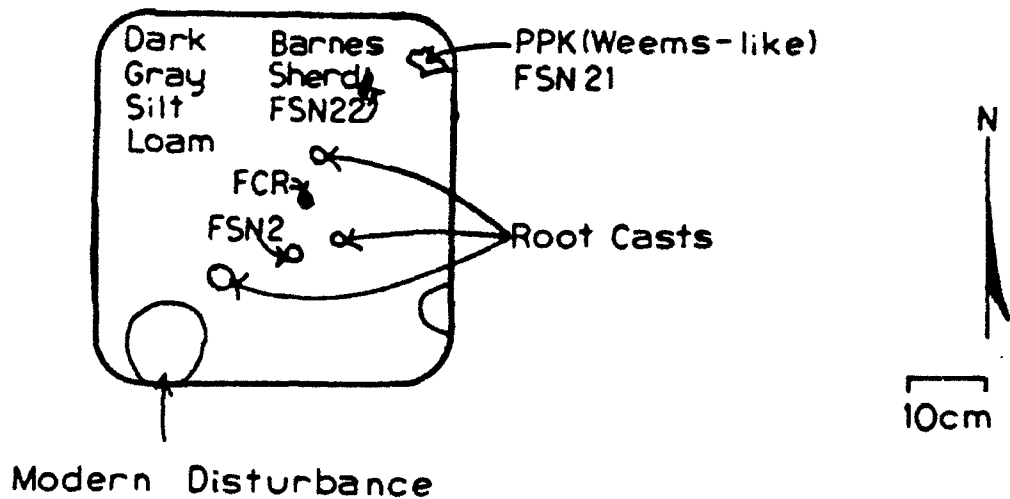 Dark
Gray
Silt
Loam
Barnes
Sherd
FSN22
PPK(Weems-like)
FSN 21
FCR
FSN2
Root Casts
N
10cm
Modern Disturbance